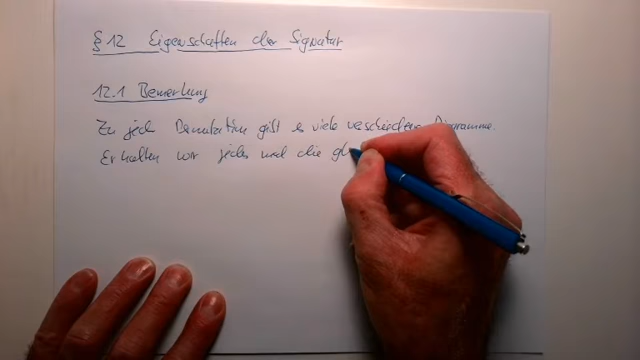 § 12 Eigenschaften der Signatur
12.1 Bemerkung
Zu jeder Permutation gibt es viele verschiedene Diagramme.
Erhalten wir jedes mal die gl